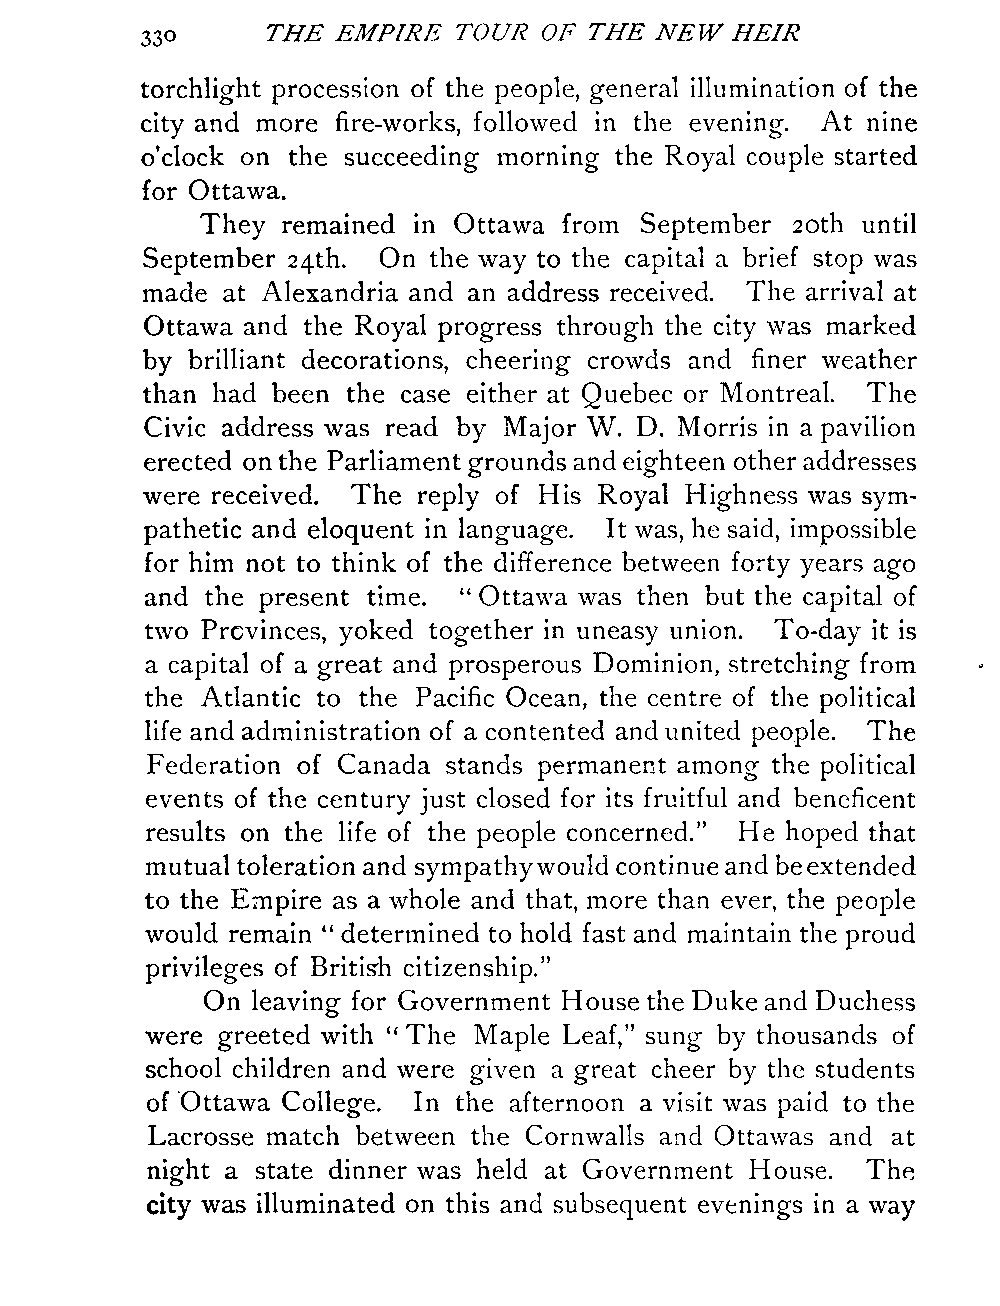 330 THE EMPIRE TOUR OF THE NEW HEIR
torchlight procession of the people, general illumination of the
city and more fire-works, followed in the evening. At nine
o'clock on the succeeding morning the Royal couple started
for Ottawa.
They remained in Ottawa from September 20th until
September 24th. On the way to the capital a brief stop was
made at Alexandria and an address received. The arrival at
Ottawa and the Royal progress through the city was marked
by brilliant decorations, cheering crowds and finer weather
than had been the case either at Quebec or Montreal. The
Civic address was read by Major W. D. Morris in a pavilion
erected on the Parliament grounds and eighteen other addresses
were received. The reply of His Royal Highness was sym-
pathetic and eloquent in language. It was, he said, impossible
for him not to think of the difference between forty years ago
and the present time. "Ottawa was then but the capital of
two Provinces, yoked together in uneasy union. To-day it is
a capital of a great and prosperous Dominion, stretching from
the Atlantic to the Pacific Ocean, the centre of the political
life and administration of a contented and united people. The
Federation of Canada stands permanent among the political
events of the century just closed for its fruitful and beneficent
results on the life of the people concerned." He hoped that
mutual toleration and sympathy would continue and be extended
to the Empire as a whole and that, more than ever, the people
would remain "determined to hold fast and maintain the proud
privileges of British citizenship."
On leaving for Government House the Duke and Duchess
were greeted with "The Maple Leaf," sung by thousands of
school children and were given a great cheer by the students
of Ottawa College. In the afternoon a visit was paid to the
Lacrosse match between the Cornwalls and Ottawas and at
night a state dinner was held at Government House. The
city was illuminated on this and subsequent evenings in a way